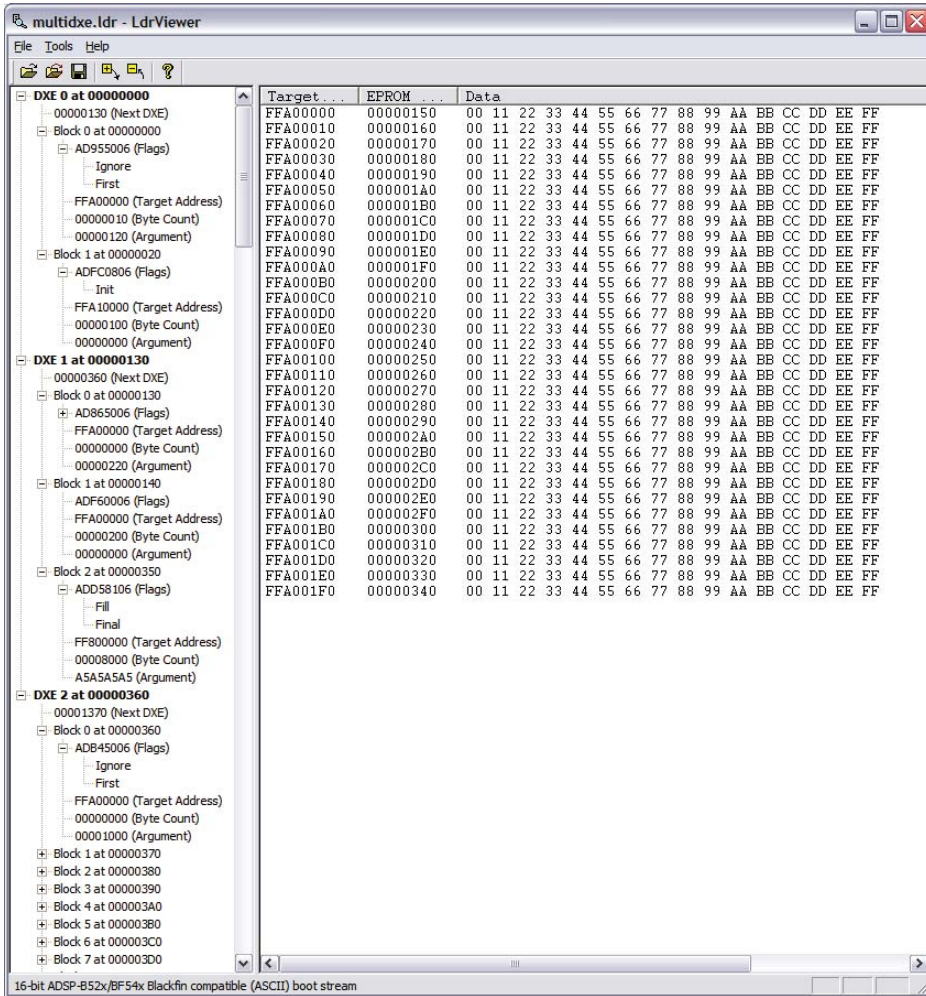 multidxe.ldr - LdrViewer
File Tools Help
DXE 0 at 00000000
00000130 (Next DXE)
Block 0 at 00000000
AD955006 (Flags)
Ignore
First
FFA00000 (Target Address)
00000010 (Byte Count)
00000120 (Argument)
Block 1 at 00000020
ADFC0806 (Flags)
Init
FFA10000 (Target Address)
00000100 (Byte Count)
00000000 (Argument)
DXE 1 at 00000130
00000360 (Next DXE)
Block 0 at 00000130
AD865006 (Flags)
FFA00000 (Target Address)
00000000 (Byte Count)
00000220 (Argument)
Block 1 at 00000140
ADF60006 (Flags)
FFA00000 (Target Address)
00000200 (Byte Count)
00000000 (Argument)
Block 2 at 00000350
ADD58106 (Flags)
Fill
Final
FF800000 (Target Address)
00008000 (Byte Count)
A5A5A5A5 (Argument)
DXE 2 at 00000360
00001370 (Next DXE)
Block 0 at 00000360
ADB45006 (Flags)
Ignore
First
FFA00000 (Target Address)
00000000 (Byte Count)
00001000 (Argument)
Block 1 at 00000370
Block 2 at 00000380
Block 3 at 00000390
Block 4 at 000003A0
Block 5 at 000003B0
Block 6 at 000003C0
Block 7 at 000003D0
Target... EPROM ... Data
FFA00000 00000150 00 11 22 33 44 55 66 77 88 99 AA BB CC DD EE FF
FFA00010 00000160 00 11 22 33 44 55 66 77 88 99 AA BB CC DD EE FF
FFA00020 00000170 00 11 22 33 44 55 66 77 88 99 AA BB CC DD EE FF
FFA00030 00000180 00 11 22 33 44 55 66 77 88 99 AA BB CC DD EE FF
FFA00040 00000190 00 11 22 33 44 55 66 77 88 99 AA BB CC DD EE FF
FFA00050 000001A0 00 11 22 33 44 55 66 77 88 99 AA BB CC DD EE FF
FFA00060 000001B0 00 11 22 33 44 55 66 77 88 99 AA BB CC DD EE FF
FFA00070 000001C0 00 11 22 33 44 55 66 77 88 99 AA BB CC DD EE FF
FFA00080 000001D0 00 11 22 33 44 55 66 77 88 99 AA BB CC DD EE FF
FFA00090 000001E0 00 11 22 33 44 55 66 77 88 99 AA BB CC DD EE FF
FFA000A0 000001F0 00 11 22 33 44 55 66 77 88 99 AA BB CC DD EE FF
FFA000B0 00000200 00 11 22 33 44 55 66 77 88 99 AA BB CC DD EE FF
FFA000C0 00000210 00 11 22 33 44 55 66 77 88 99 AA BB CC DD EE FF
FFA000D0 00000220 00 11 22 33 44 55 66 77 88 99 AA BB CC DD EE FF
FFA000E0 00000230 00 11 22 33 44 55 66 77 88 99 AA BB CC DD EE FF
FFA000F0 00000240 00 11 22 33 44 55 66 77 88 99 AA BB CC DD EE FF
FFA00100 00000250 00 11 22 33 44 55 66 77 88 99 AA BB CC DD EE FF
FFA00110 00000260 00 11 22 33 44 55 66 77 88 99 AA BB CC DD EE FF
FFA00120 00000270 00 11 22 33 44 55 66 77 88 99 AA BB CC DD EE FF
FFA00130 00000280 00 11 22 33 44 55 66 77 88 99 AA BB CC DD EE FF
FFA00140 00000290 00 11 22 33 44 55 66 77 88 99 AA BB CC DD EE FF
FFA00150 000002A0 00 11 22 33 44 55 66 77 88 99 AA BB CC DD EE FF
FFA00160 000002B0 00 11 22 33 44 55 66 77 88 99 AA BB CC DD EE FF
FFA00170 000002C0 00 11 22 33 44 55 66 77 88 99 AA BB CC DD EE FF
FFA00180 000002D0 00 11 22 33 44 55 66 77 88 99 AA BB CC DD EE FF
FFA00190 000002E0 00 11 22 33 44 55 66 77 88 99 AA BB CC DD EE FF
FFA001A0 000002F0 00 11 22 33 44 55 66 77 88 99 AA BB CC DD EE FF
FFA001B0 00000300 00 11 22 33 44 55 66 77 88 99 AA BB CC DD EE FF
FFA001C0 00000310 00 11 22 33 44 55 66 77 88 99 AA BB CC DD EE FF
FFA001D0 00000320 00 11 22 33 44 55 66 77 88 99 AA BB CC DD EE FF
FFA001E0 00000330 00 11 22 33 44 55 66 77 88 99 AA BB CC DD EE FF
FFA001F0 00000340 00 11 22 33 44 55 66 77 88 99 AA BB CC DD EE FF
16-bit ADSP-B52x/BF54x Blackfin compatible (ASCII) boot stream